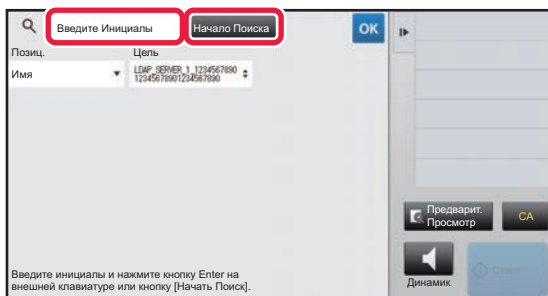 Введите Инициалы
Начало Поиска
OK
Позиц.
Цель
Имя
LDAP_SERVER_1_1234567890
12345678901234567890
Предварит.
Просмотр
CA
Динамик
Старт
Введите инициалы и нажмите кнопку Enter на
внешней клавиатуре или кнопку [Начать Поиск].